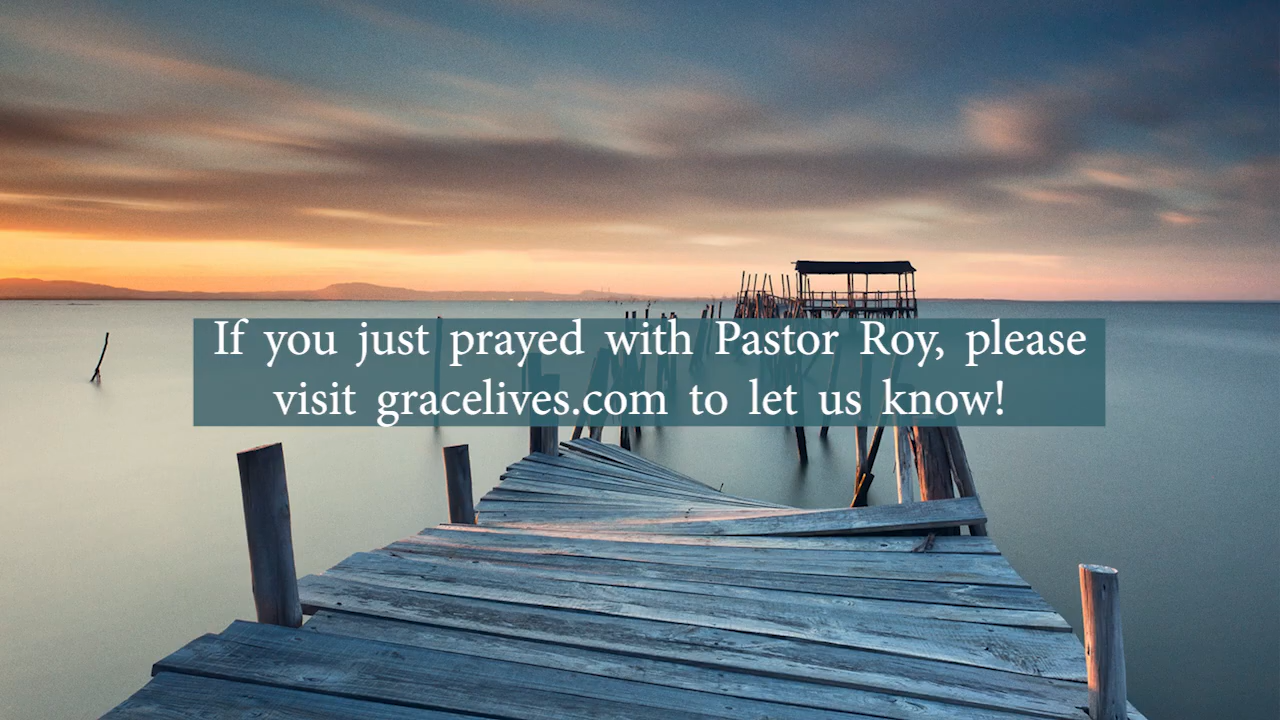 If you just prayed with Pastor Roy, please
visit gracelives.com to let us know!